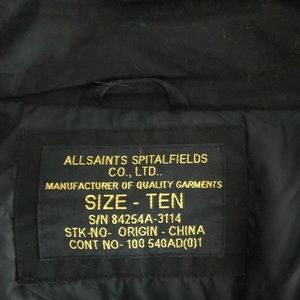 ALLSAINTS SPITALFIELDS
CO., LTD..
MANUFACTURER OF QUALITY GARMENTS
SIZE - TEN
S/N 84254A-3114
STK-NO- ORIGIN - CHINA
CONT NO- 100 540AD(0)1